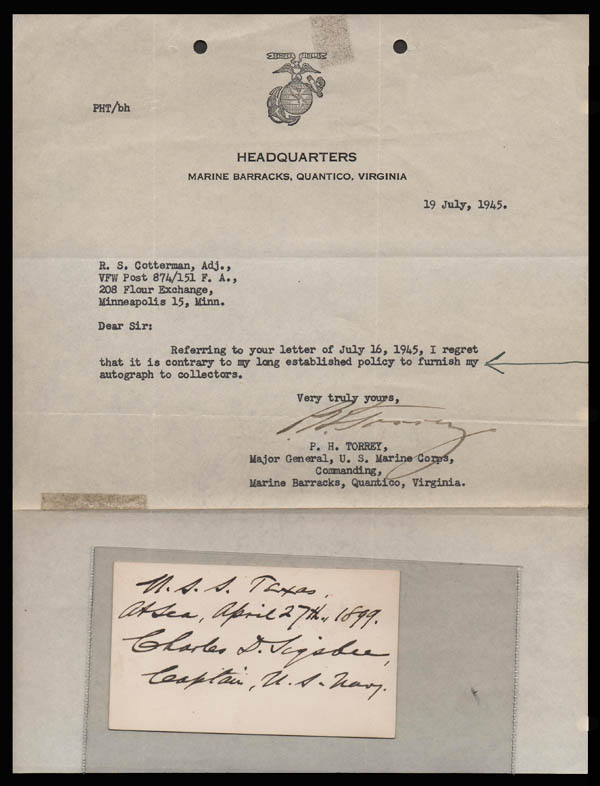 PHT/bh
HEADQUARTERS
MARINE BARRACKS, QUANTICO, VIRGINIA
19 July, 1945.
R. S. Cotterman, Adj.,
VFW Post 874/151 F. A.,
208 Flour Exchange,
Minneapolis 15, Minn.
Dear Sir:
Referring to your letter of July 16, 1945, I regret
that it is contrary to my long established policy to furnish my
autograph to collectors.
Very truly yours,
P. H. Torrey
P. H. TORREY,
Major General, U. S. Marine Corps,
Commanding,
Marine Barracks, Quantico, Virginia.
U. S. S. Texas,
At Sea, April 27th., 1899.
Charles D. Sigsbee,
Captain, U. S. Navy.